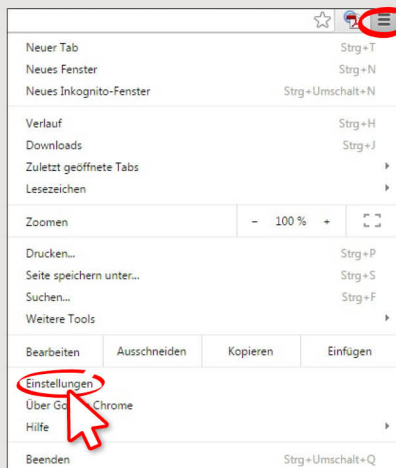 Neuer Tab Strg+T
Neues Fenster Strg+N
Neues Inkognito-Fenster Strg+Umschalt+N
Verlauf Strg+H
Downloads Strg+J
Zuletzt geöffnete Tabs
Lesezeichen
Zoomen - 100 % +
Drucken... Strg+P
Seite speichern unter... Strg+S
Suchen... Strg+F
Weitere Tools
Bearbeiten Ausschneiden Kopieren Einfügen
Einstellungen
Über Chrome
Hilfe
Beenden Strg+Umschalt+Q